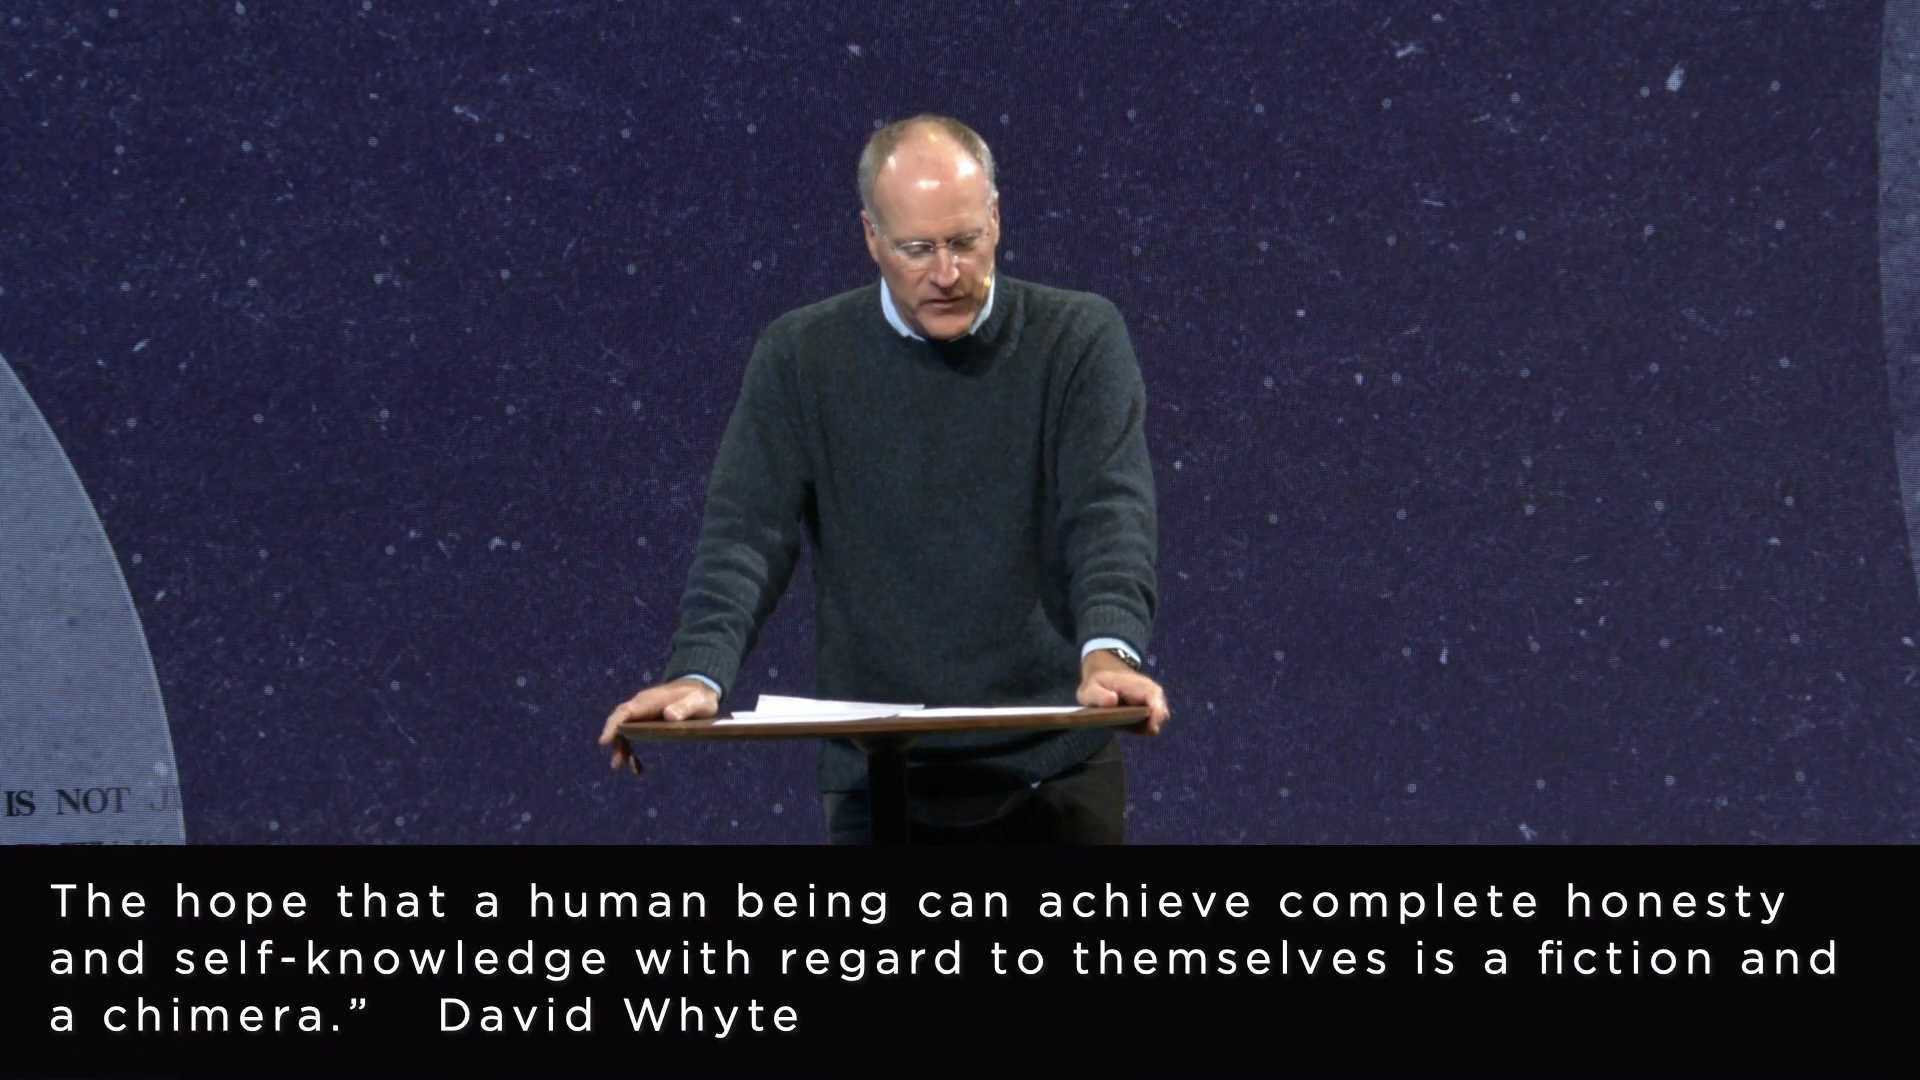 IS NOT
The hope that a human being can achieve complete honesty
and self-knowledge with regard to themselves is a fiction and
a chimera.” David Whyte